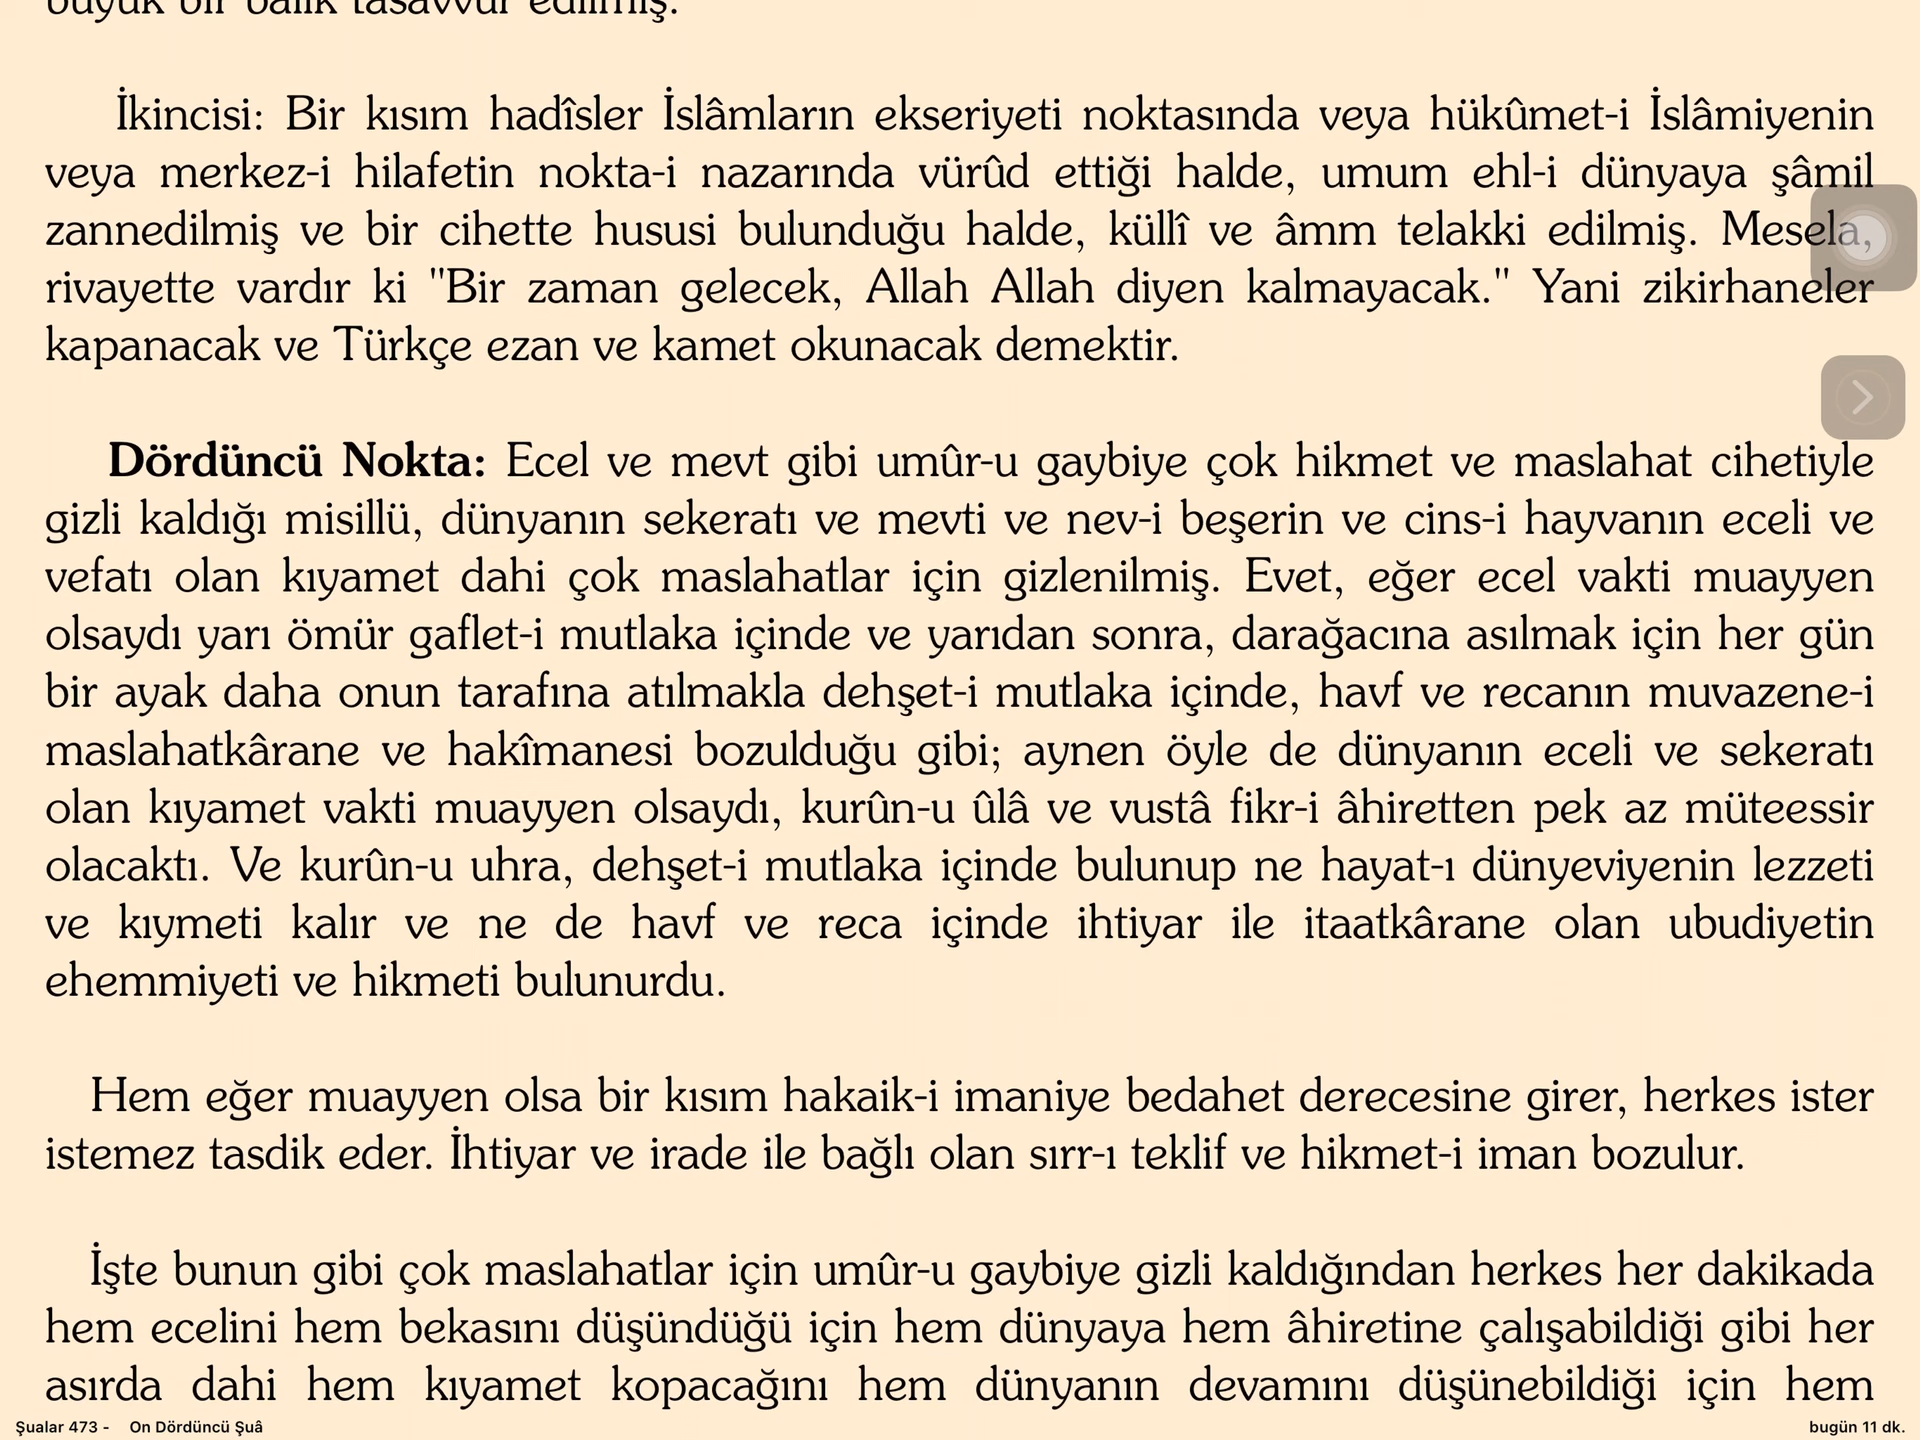 büyük bir balık tasavvur edilmiş.
İkincisi: Bir kısım hadîsler İslâmların ekseriyeti noktasında veya hükûmet-i İslâmiyenin
veya merkez-i hilafetin nokta-i nazarında vürûd ettiği halde, umum ehl-i dünyaya şâmil
zannedilmiş ve bir cihette hususi bulunduğu halde, küllî ve âmm telakki edilmiş. Mesela,
rivayette vardır ki "Bir zaman gelecek, Allah Allah diyen kalmayacak." Yani zikirhaneler
kapanacak ve Türkçe ezan ve kamet okunacak demektir.
Dördüncü Nokta: Ecel ve mevt gibi umûr-u gaybiye çok hikmet ve maslahat cihetiyle
gizli kaldığı misillü, dünyanın sekeratı ve mevti ve nev-i beşerin ve cins-i hayvanın eceli ve
vefatı olan kıyamet dahi çok maslahatlar için gizlenilmiş. Evet, eğer ecel vakti muayyen
olsaydı yarı ömür gaflet-i mutlaka içinde ve yarıdan sonra, darağacına asılmak için her gün
bir ayak daha onun tarafına atılmakla dehşet-i mutlaka içinde, havf ve recanın muvazene-i
maslahatkârane ve hakîmanesi bozulduğu gibi; aynen öyle de dünyanın eceli ve sekeratı
olan kıyamet vakti muayyen olsaydı, kurûn-u ûlâ ve vustâ fikr-i âhiretten pek az müteessir
olacaktı. Ve kurûn-u uhra, dehşet-i mutlaka içinde bulunup ne hayat-ı dünyeviyenin lezzeti
ve kıymeti kalır ve ne de havf ve reca içinde ihtiyar ile itaatkârane olan ubudiyetin
ehemmiyeti ve hikmeti bulunurdu.
Hem eğer muayyen olsa bir kısım hakaik-i imaniye bedahet derecesine girer, herkes ister
istemez tasdik eder. İhtiyar ve irade ile bağlı olan sırr-ı teklif ve hikmet-i iman bozulur.
İşte bunun gibi çok maslahatlar için umûr-u gaybiye gizli kaldığından herkes her dakikada
hem ecelini hem bekasını düşündüğü için hem dünyaya hem âhiretine çalışabildiği gibi her
asırda dahi hem kıyamet kopacağını hem dünyanın devamını düşünebildiği için hem
Şualar 473 - On Dördüncü Şuâ bugün 11 dk.